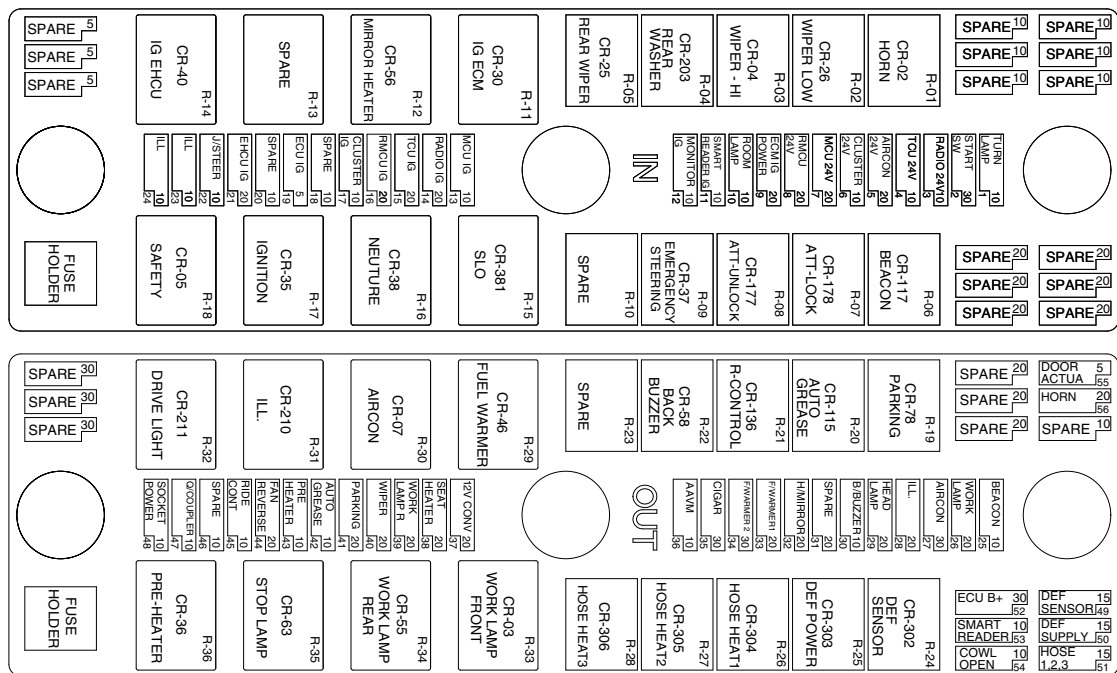 SPARE 5
SPARE 5
SPARE 5
CR-40
IG EHCU
R-14
SPARE
R-13
CR-56
MIRROR HEATER
R-12
CR-30
IG ECM
R-11
CR-25
REAR WIPER
R-05
CR-203
REAR
WASHER
R-04
CR-04
WIPER - HI
R-03
CR-26
WIPER LOW
R-02
CR-02
HORN
R-01
SPARE 10
SPARE 10
SPARE 10
SPARE 10
SPARE 10
SPARE 10
ILL 10
24
ILL 10
23
J/STER 10
22
EHCU IG 20
21
SPARE 10
20
ECU IG 5
19
SPARE 10
18
CLUSTER 10
IG
17
RMCU IG 20
16
TCU IG 20
15
RADIO IG 20
14
MCU IG 10
13
IN
MONITOR 10
IG
12
SMART 10
READER IG
11
ROOM 10
LAMP
10
ECM IG 20
POWER
9
RMCU 20
24V
8
MCU 24V 20
7
CLUSTER 10
24V
6
AIRCON 20
24V
5
TCU 24V 10
4
RADIO 24V 10
3
START 30
SW
2
TURN 10
LAMP
1
FUSE
HOLDER
CR-05
SAFETY
R-18
CR-35
IGNITION
R-17
CR-38
NEUTURE
R-16
CR-381
SLO
R-15
SPARE
R-10
CR-37
EMERGENCY
STEERING
R-09
CR-177
ATT-UNLOCK
R-08
CR-178
ATT-LOCK
R-07
CR-117
BEACON
R-06
SPARE 20
SPARE 20
SPARE 20
SPARE 20
SPARE 20
SPARE 20
SPARE 30
SPARE 30
SPARE 30
CR-211
DRIVE LIGHT
R-32
CR-210
ILL.
R-31
CR-07
AIRCON
R-30
CR-46
FUEL WARMER
R-29
SPARE
R-23
CR-58
BACK
BUZZER
R-22
CR-136
R-CONTROL
R-21
CR-115
AUTO
GREASE
R-20
CR-78
PARKING
R-19
SPARE 20
DOOR 5
ACTUA 55
SPARE 20
HORN 20
56
SPARE 20
SPARE 10
SOCKET 10
POWER
48
Q/COUPLER 10
47
SPARE 10
46
RIDE 10
CONT
45
FAN 20
REVERSE
44
PRE 10
HEATER
43
AUTO 10
GREASE
42
PARKING 20
41
WIPER 20
40
WORK 20
LAMP R
39
SEAT 20
HEATER
38
12V CONV 20
37
OUT
AAVM 10
36
CIGAR 30
35
F/WARMER 2 30
34
F/WARMER1 20
33
H/MIRROR 20
32
SPARE 20
31
B/BUZZER 10
30
HEAD 20
LAMP
29
ILL. 20
28
AIRCON 30
27
WORK 20
LAMP
26
BEACON 10
25
FUSE
HOLDER
CR-36
PRE-HEATER
R-36
CR-63
STOP LAMP
R-35
CR-55
WORK LAMP
REAR
R-34
CR-03
WORK LAMP
FRONT
R-33
CR-306
HOSE HEAT3
R-28
CR-305
HOSE HEAT2
R-27
CR-304
HOSE HEAT1
R-26
CR-303
DEF POWER
R-25
CR-302
DEF
SENSOR
R-24
ECU B+ 30
52
DEF 15
SENSOR 49
SMART 10
READER 53
DEF 15
SUPPLY 50
COWL 10
OPEN 54
HOSE 15
1,2,3 51